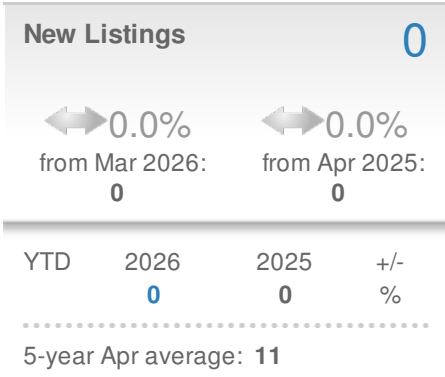 New Listings 0
0.0% 0.0%
from Mar 2026: from Apr 2025:
0 0
YTD 2026 2025 +/-
0 0 %
5-year Apr average: 11